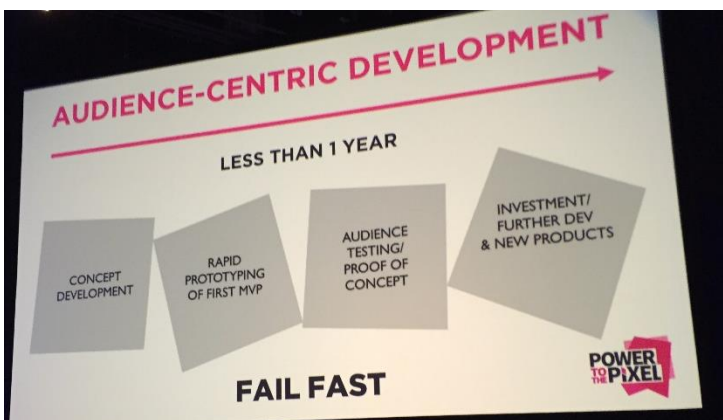 AUDIENCE-CENTRIC DEVELOPMENT
LESS THAN 1 YEAR
CONCEPT
DEVELOPMENT
RAPID
PROTOTYPING
OF FIRST MVP
AUDIENCE
TESTING/
PROOF OF
CONCEPT
INVESTMENT/
FURTHER DEV
& NEW PRODUCTS
FAIL FAST
POWER
TO THE PIXEL